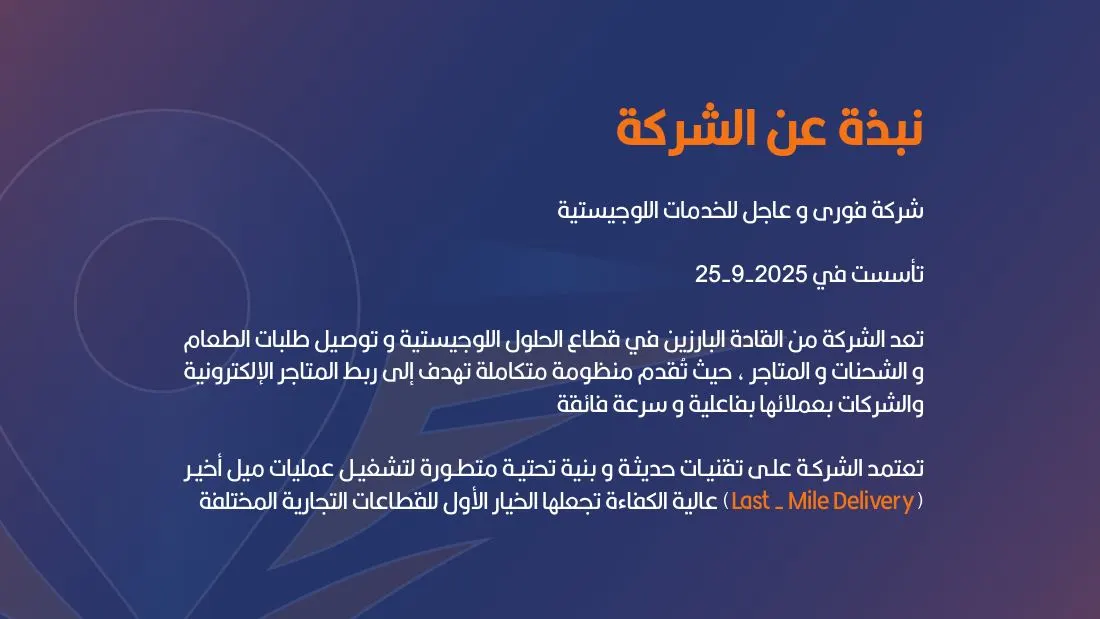 نبذة عن الشركة
شركة فورى و عاجل للخدمات اللوجيستية
تأسست في 2025_9_25
تعد الشركة من القادة البارزين في قطاع الحلول اللوجيستية و توصيل طلبات الطعام
و الشحنات و المتاجر ، حيث تُقدم منظومة متكاملة تهدف إلى ربط المتاجر الإلكترونية
والشركات بعملائها بفاعلية و سرعة فائقة
تعتمد الشركة على تقنيات حديثة و بنية تحتية متطورة لتشغيل عمليات ميل أخير
(Last _ Mile Delivery) عالية الكفاءة تجعلها الخيار الأول للقطاعات التجارية المختلفة